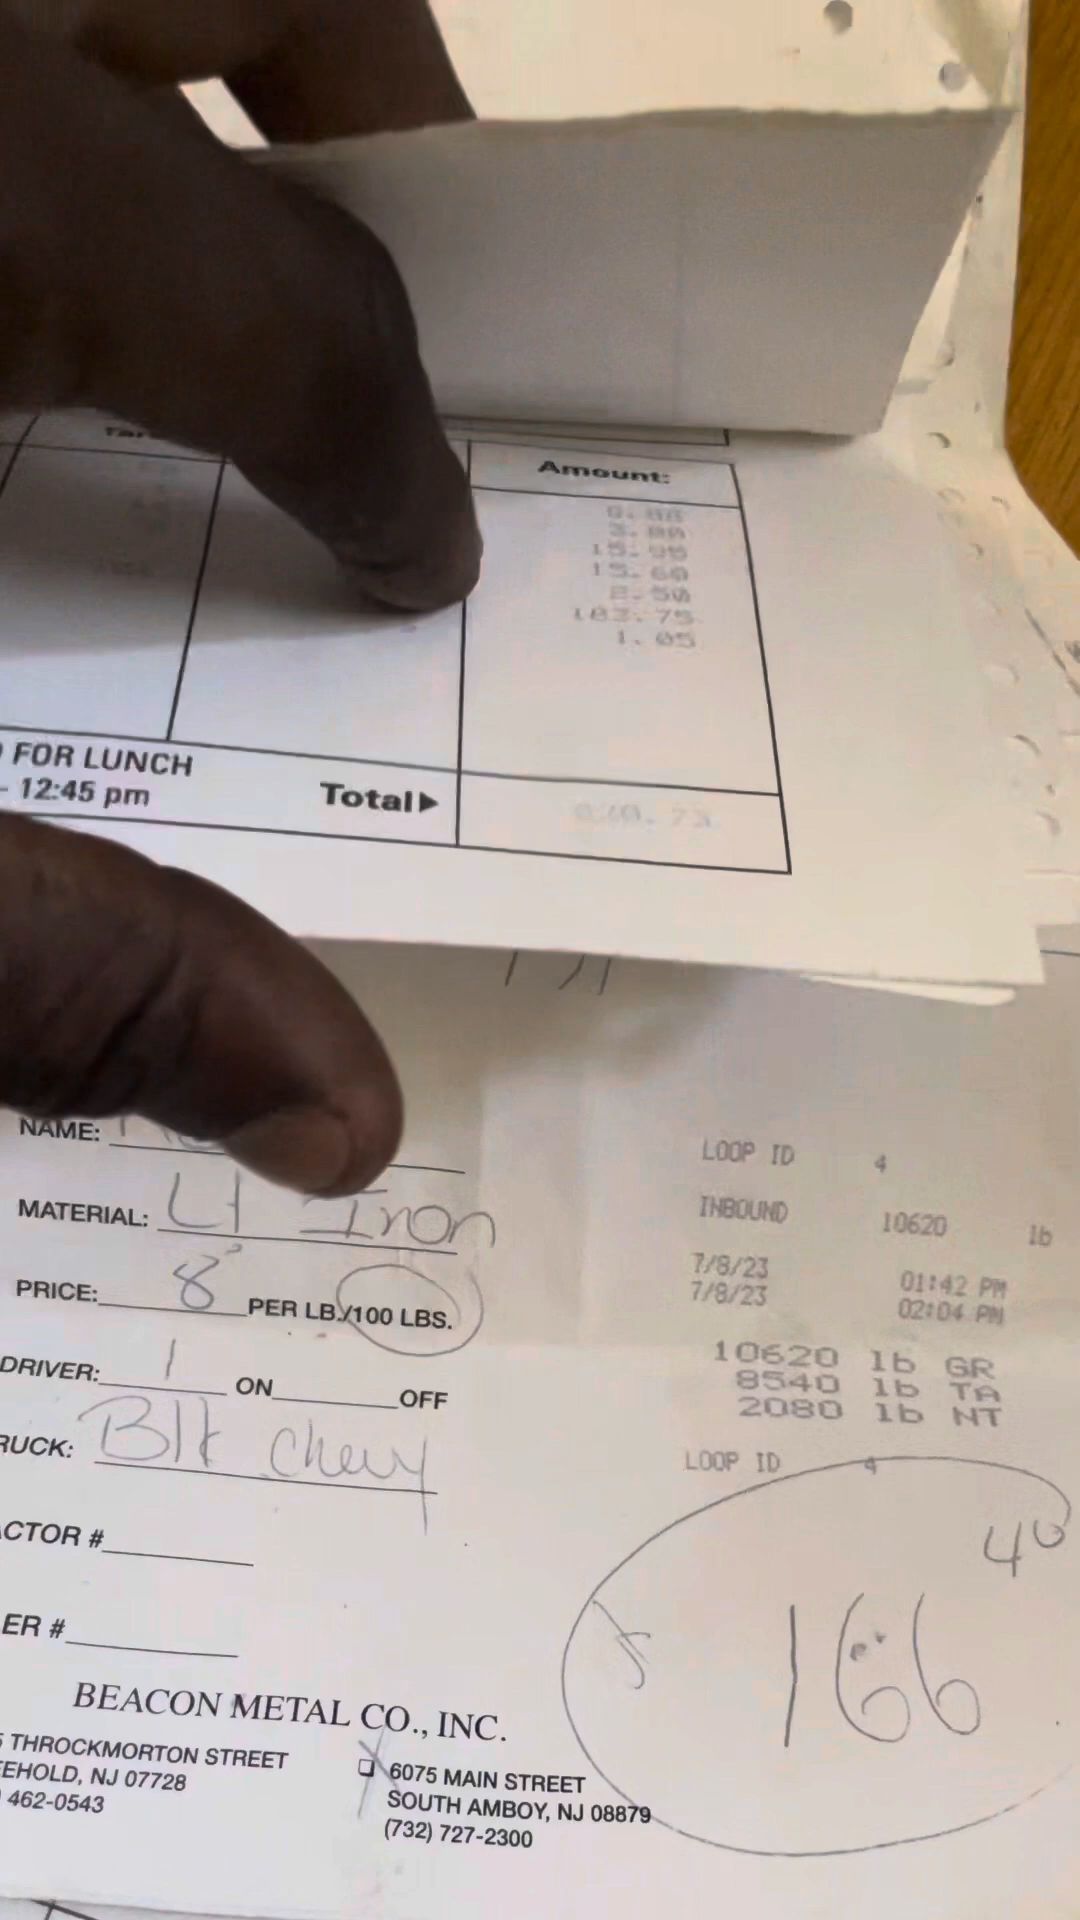 Amount:
3.00
15.95
15.60
2.50
103.75
1.05
FOR LUNCH
- 12:45 pm
Total▶
NAME:
MATERIAL: Lt Iron
PRICE: 8 PER LB./100 LBS.
DRIVER: 1 ON OFF
RUCK: Blk Chevy
ACTOR #
ER #
LOOP ID 4
INBOUND 10620 lb
7/8/23 01:42 PM
7/8/23 02:04 PM
10620 lb GR
8540 lb TA
2080 lb NT
LOOP ID 4
$ 166 40
BEACON METAL CO., INC.
THROCKMORTON STREET
EEHOLD, NJ 07728
462-0543
6075 MAIN STREET
SOUTH AMBOY, NJ 08879
(732) 727-2300